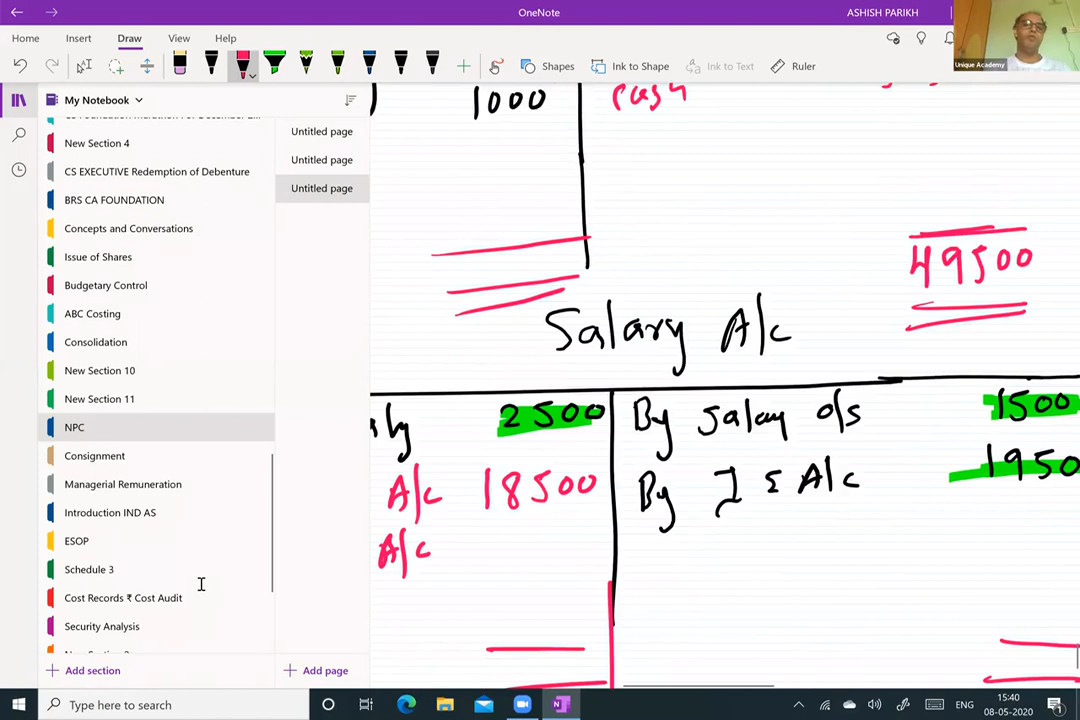 OneNote
ASHISH PARIKH
Home
Insert
Draw
View
Help
Unique Academy
Shapes
Ink to Shape
Ink to Text
Ruler
My Notebook
New Section 4
CS EXECUTIVE Redemption of Debenture
BRS CA FOUNDATION
Concepts and Conversations
Issue of Shares
Budgetary Control
ABC Costing
Consolidation
New Section 10
New Section 11
NPC
Consignment
Managerial Remuneration
Introduction IND AS
ESOP
Schedule 3
Cost Records ₹ Cost Audit
Security Analysis
Add section
Untitled page
Untitled page
Untitled page
Add page
1000
cash
49500
Salary A/c
2500 By Salary o/s 1500
A/c 18500 By I & A/c 1950
A/c
Type here to search
ENG
15:40
08-05-2020